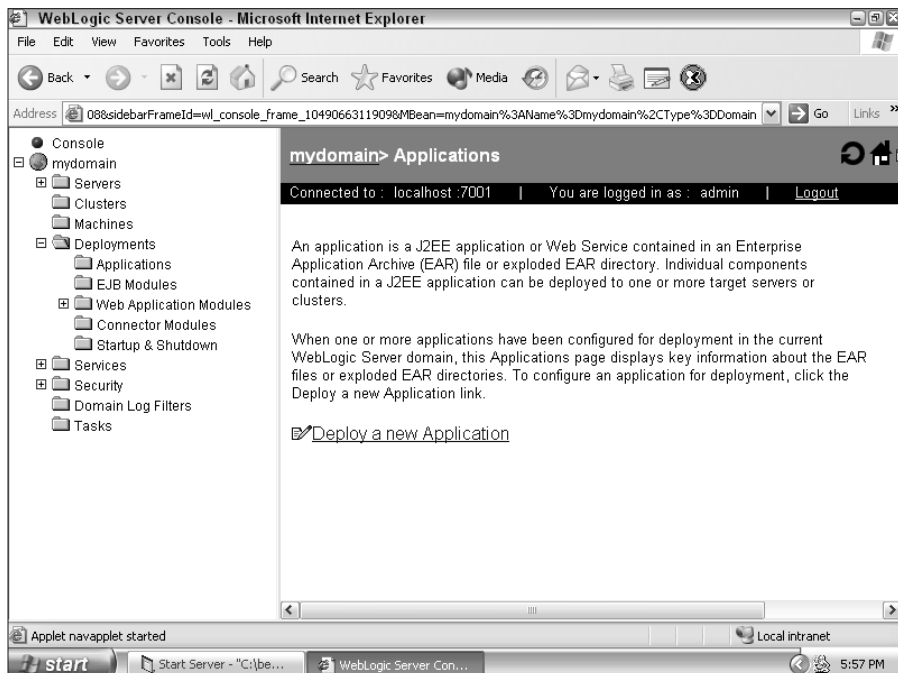 WebLogic Server Console - Microsoft Internet Explorer
File Edit View Favorites Tools Help
Back Search Favorites Media
Address 08&sidebarFrameId=wl_console_frame_1049066311909&MBean=mydomain%3AName%3Dmydomain%2CType%3DDomain Go Links »
Console
mydomain
Servers
Clusters
Machines
Deployments
Applications
EJB Modules
Web Application Modules
Connector Modules
Startup & Shutdown
Services
Security
Domain Log Filters
Tasks
mydomain> Applications
Connected to : localhost :7001 | You are logged in as : admin | Logout
An application is a J2EE application or Web Service contained in an Enterprise
Application Archive (EAR) file or exploded EAR directory. Individual components
contained in a J2EE application can be deployed to one or more target servers or
clusters.
When one or more applications have been configured for deployment in the current
WebLogic Server domain, this Applications page displays key information about the EAR
files or exploded EAR directories. To configure an application for deployment, click the
Deploy a new Application link.
Deploy a new Application
Applet navapplet started Local intranet
start Start Server - "C:\be... WebLogic Server Con... 5:57 PM